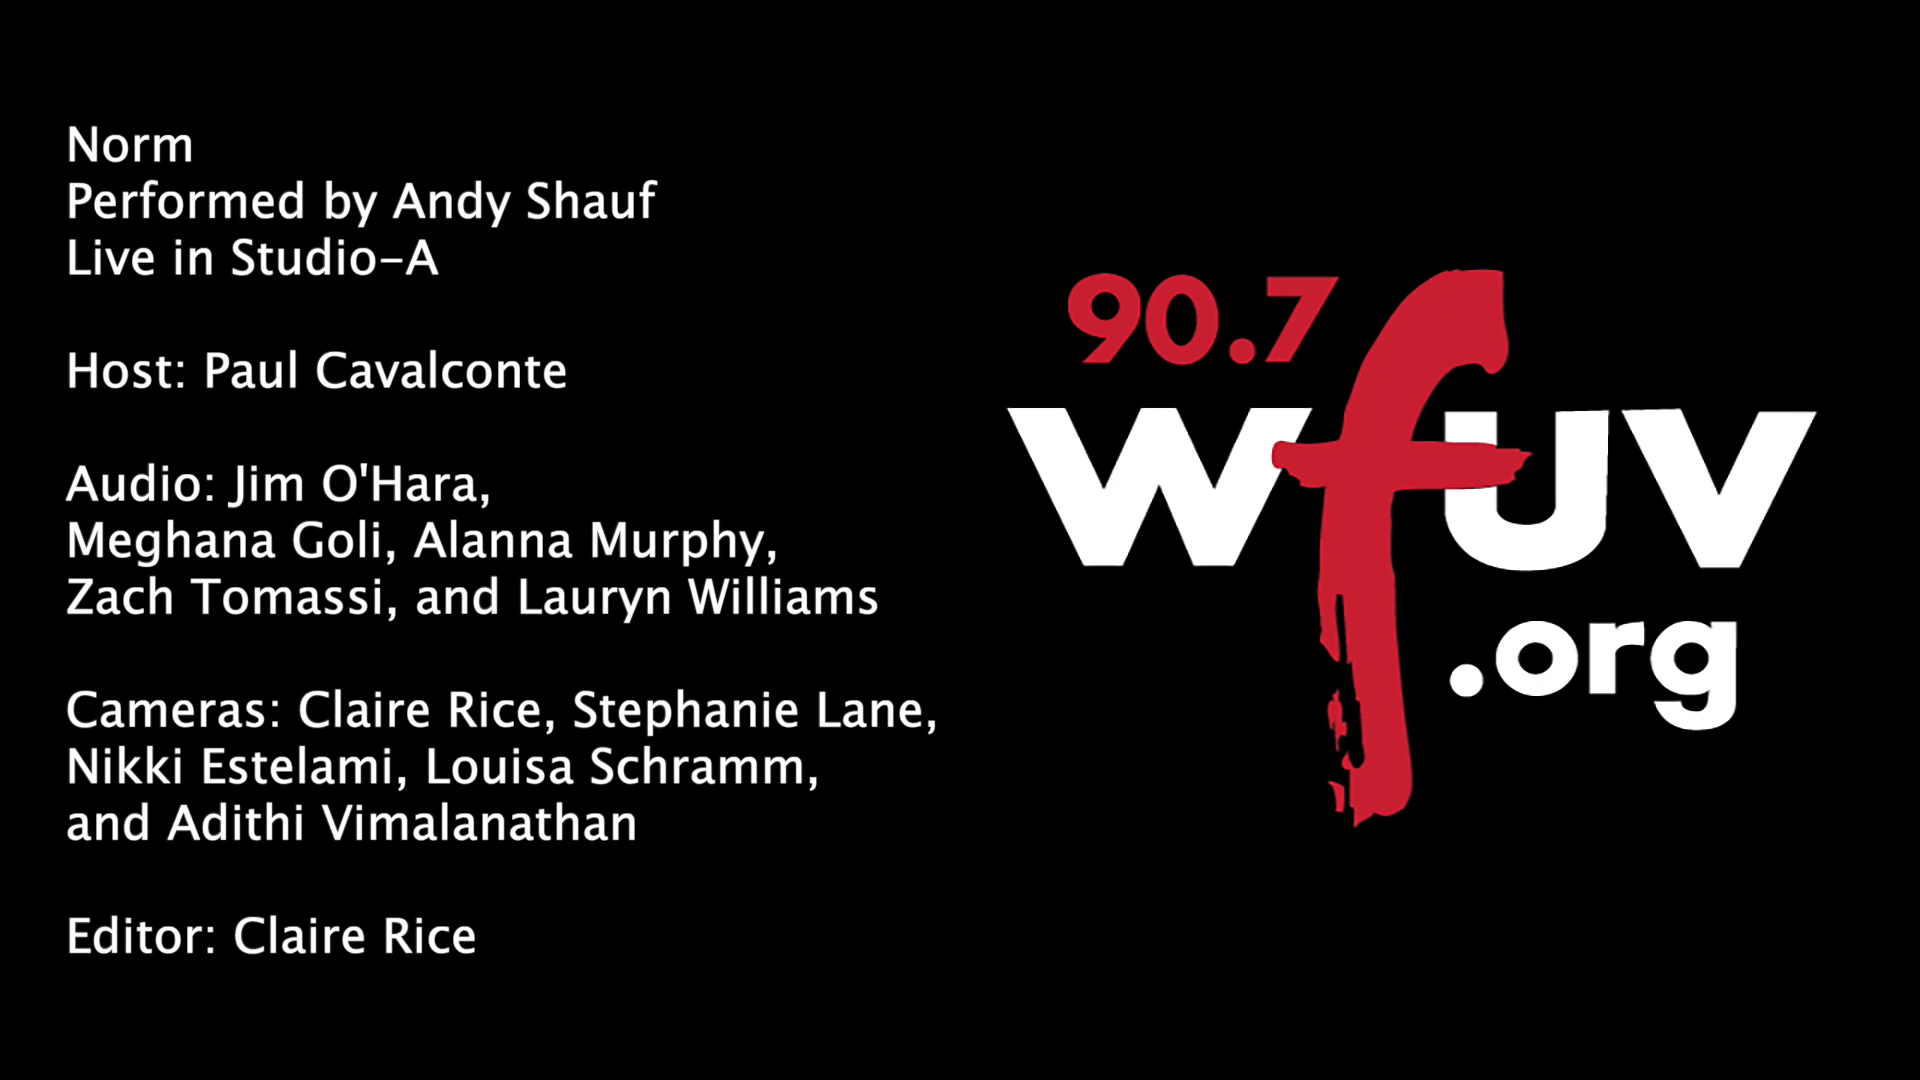 Norm
Performed by Andy Shauf
Live in Studio-A
Host: Paul Cavalconte
Audio: Jim O'Hara,
Meghana Goli, Alanna Murphy,
Zach Tomassi, and Lauryn Williams
Cameras: Claire Rice, Stephanie Lane,
Nikki Estelami, Louisa Schramm,
and Adithi Vimalanathan
Editor: Claire Rice
90.7
wfuv
.org